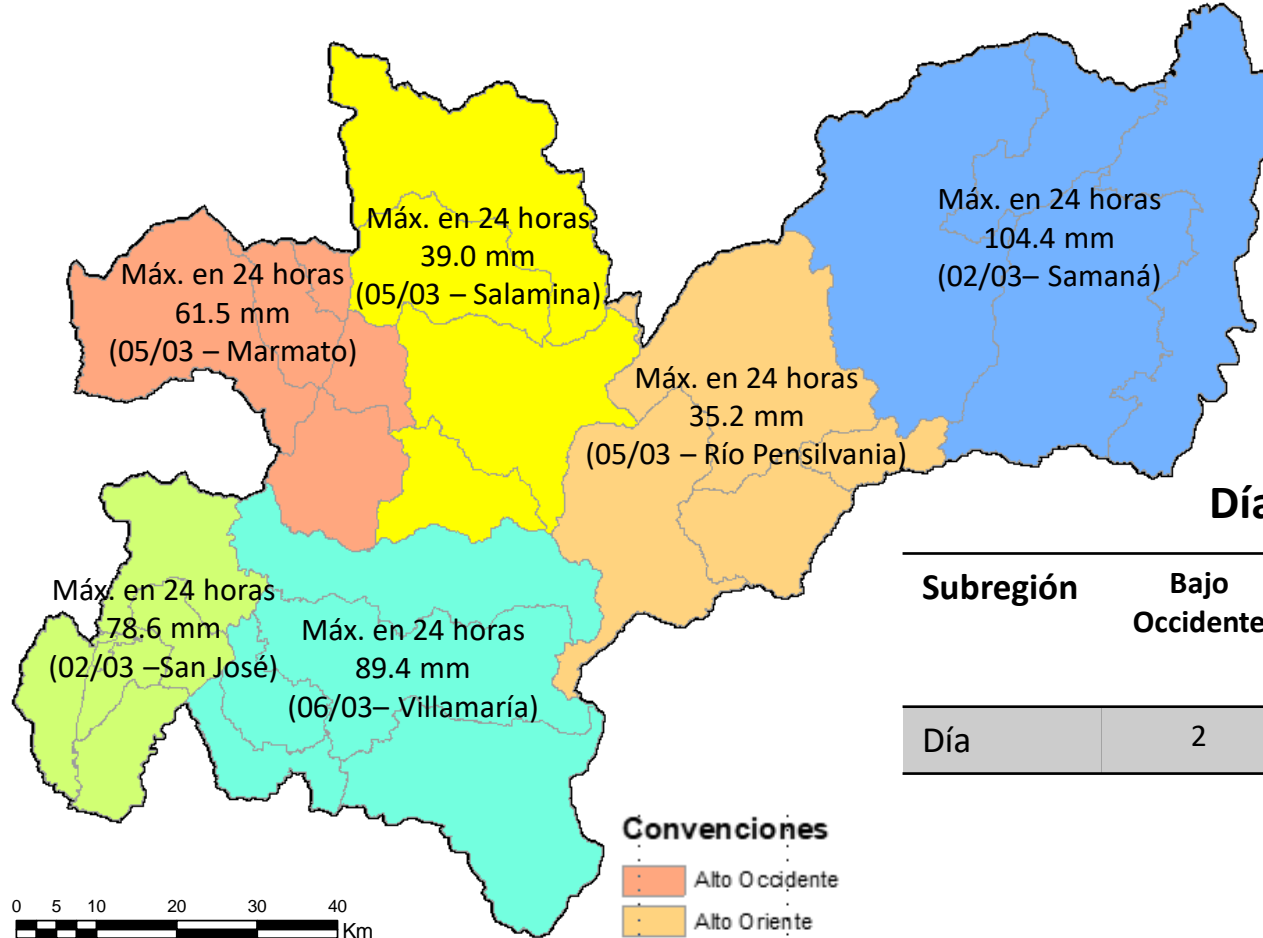 Máx. en 24 horas
104.4 mm
(02/03– Samaná)
Máx. en 24 horas
39.0 mm
(05/03 – Salamina)
Máx. en 24 horas
61.5 mm
(05/03 – Marmato)
Máx. en 24 horas
35.2 mm
(05/03 – Río Pensilvania)
Máx. en 24 horas
78.6 mm
(02/03 –San José)
Máx. en 24 horas
89.4 mm
(06/03– Villamaría)
Día
Subregión
Bajo
Occidente
Día
2
Convenciones
Alto Occidente
Alto Oriente
0 5 10 20 30 40
Km